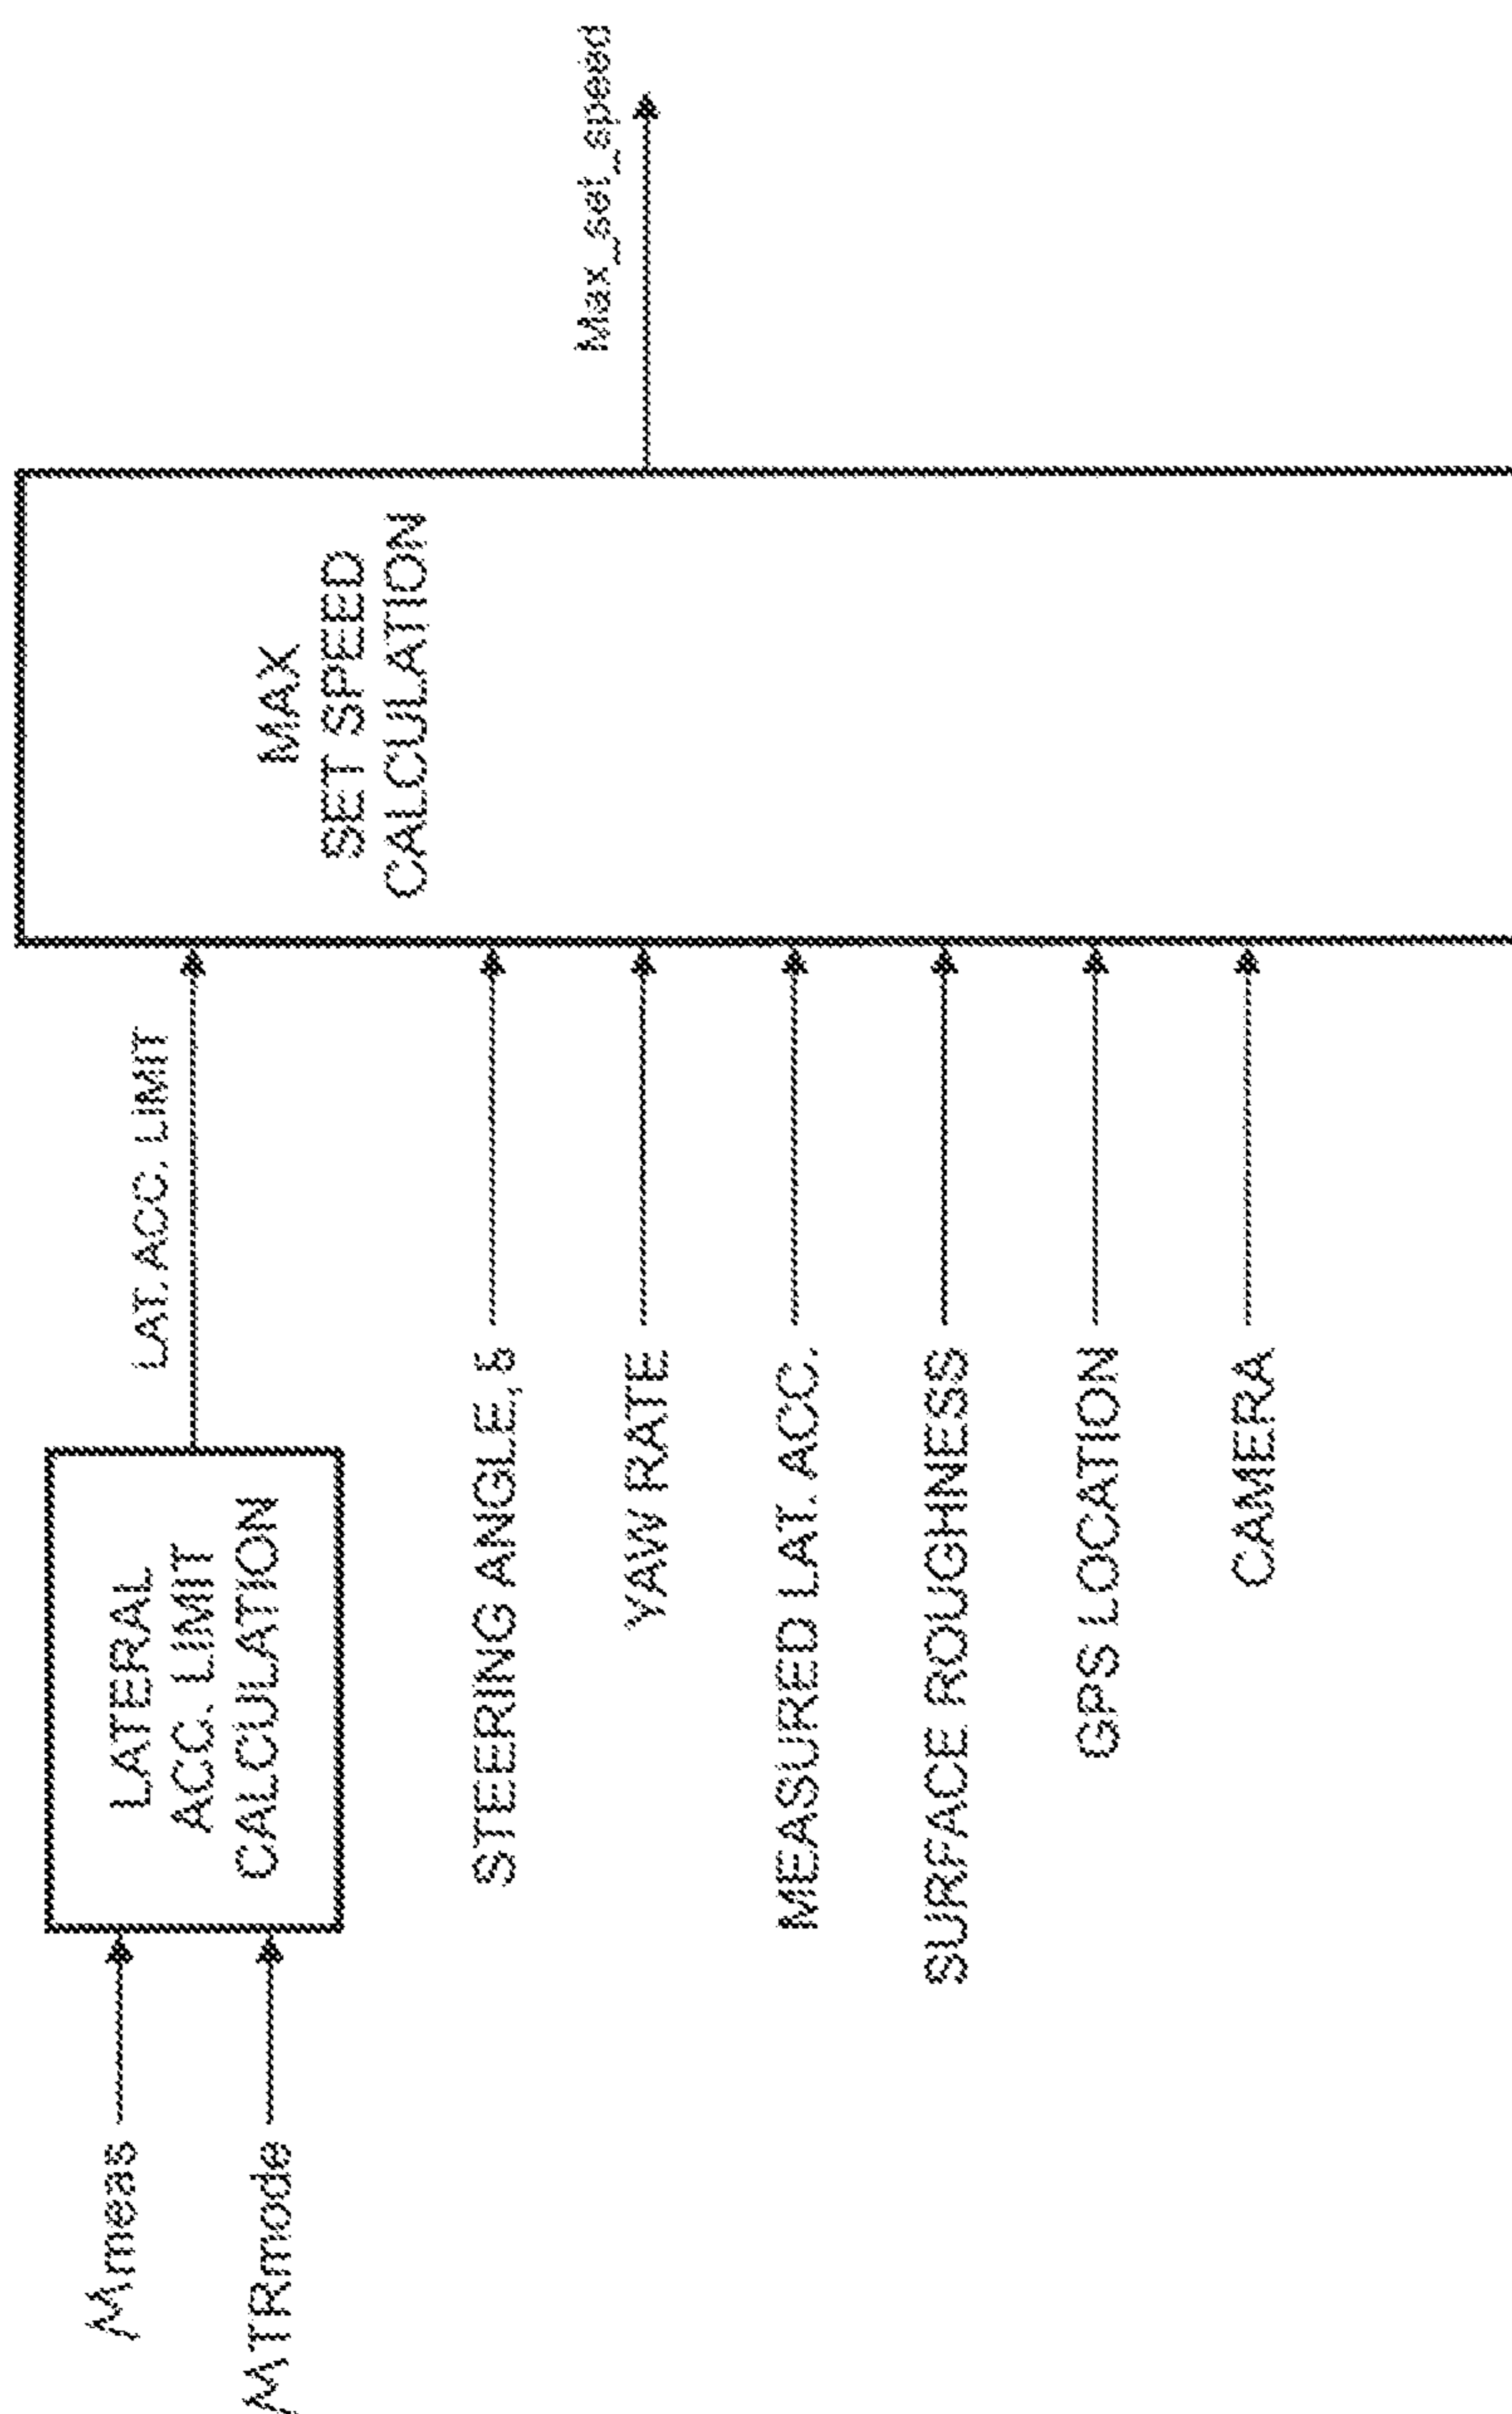 μmeas
μTRmode
LATERAL
ACC. LIMIT
CALCULATION
LAT. ACC. LIMIT
MAX
SET SPEED
CALCULATION
Max_set_speed
STEERING ANGLE, δ
YAW RATE
MEASURED LAT. ACC.
SURFACE ROUGHNESS
GPS LOCATION
CAMERA